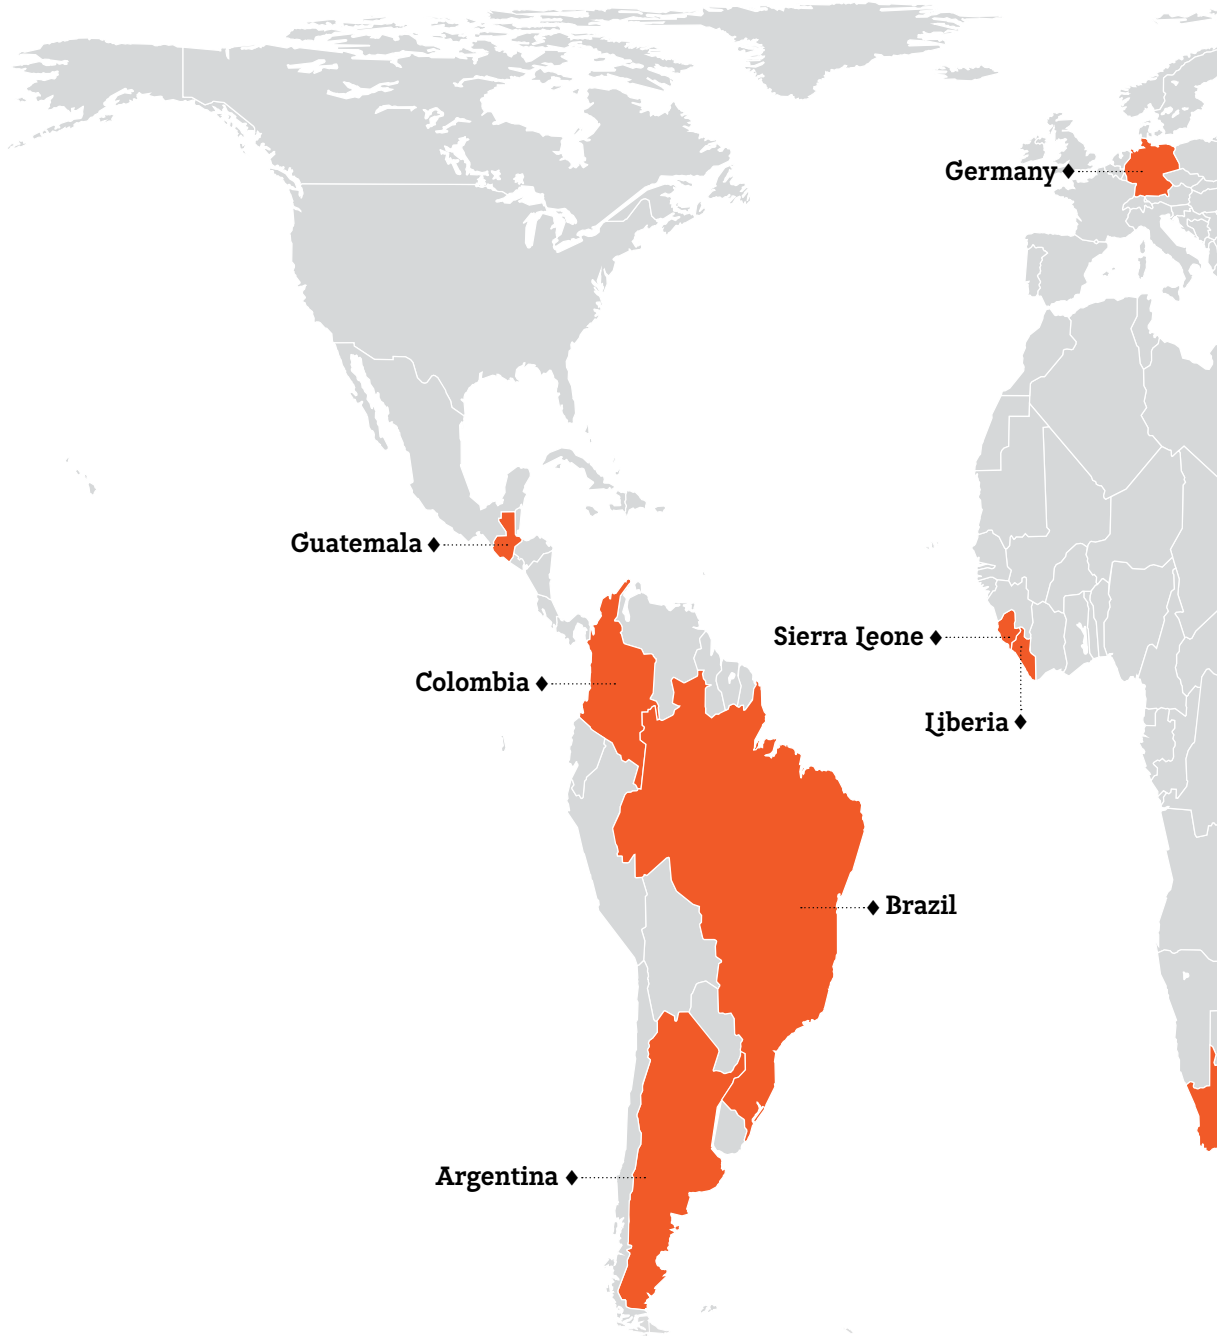 Germany
Guatemala
Sierra Leone
Colombia
Liberia
Brazil
Argentina